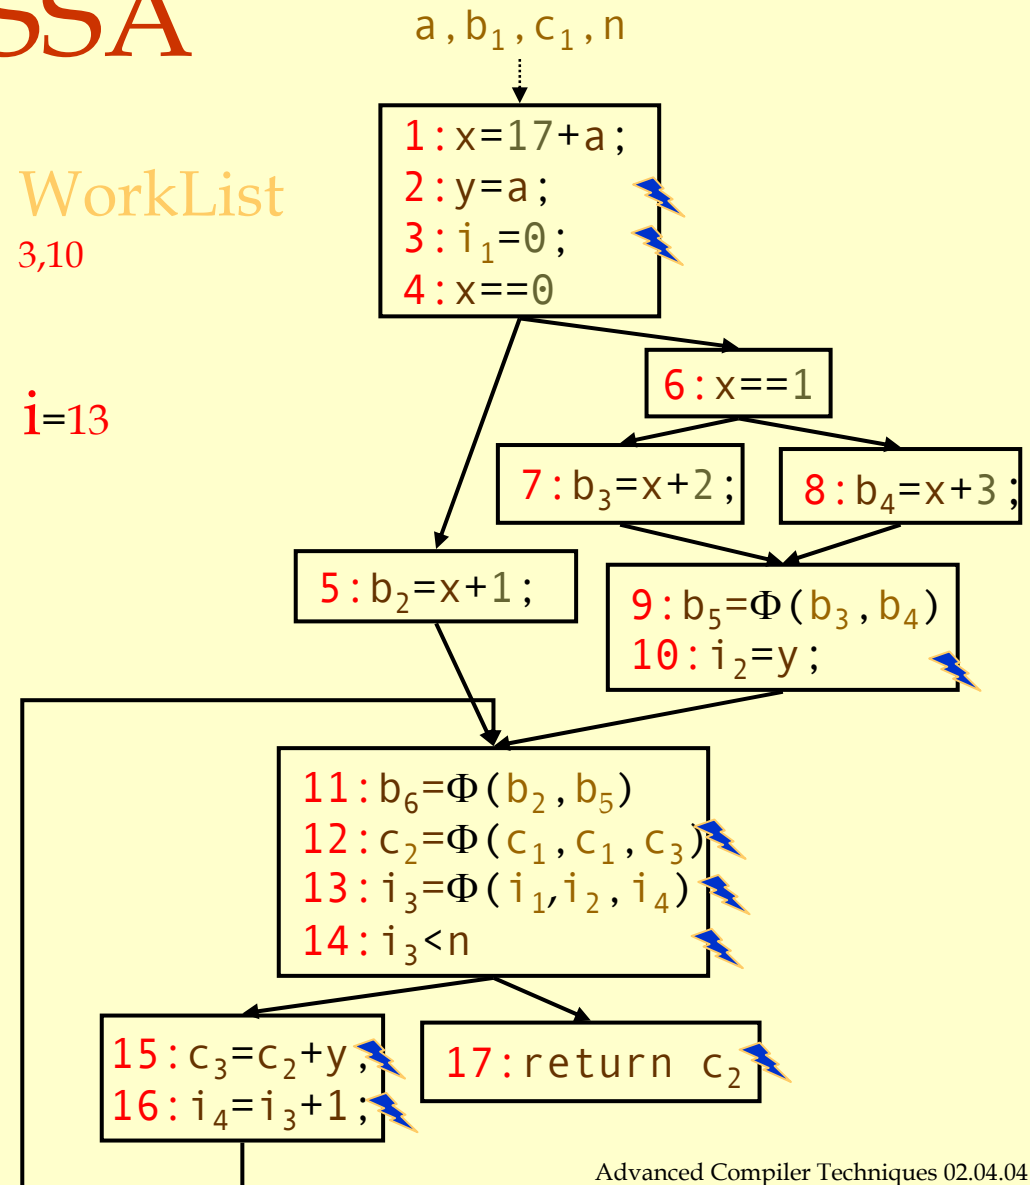 SSA
a,b₁,c₁,n
1:x=17+a;
2:y=a;
3:i₁=0;
4:x==0
WorkList
3,10
i=13
6:x==1
7:b₃=x+2;
8:b₄=x+3;
5:b₂=x+1;
9:b₅=Φ(b₃,b₄)
10:i₂=y;
11:b₆=Φ(b₂,b₅)
12:c₂=Φ(c₁,c₁,c₃)
13:i₃=Φ(i₁,i₂,i₄)
14:i₃<n
15:c₃=c₂+y;
16:i₄=i₃+1;
17:return c₂
Advanced Compiler Techniques 02.04.04